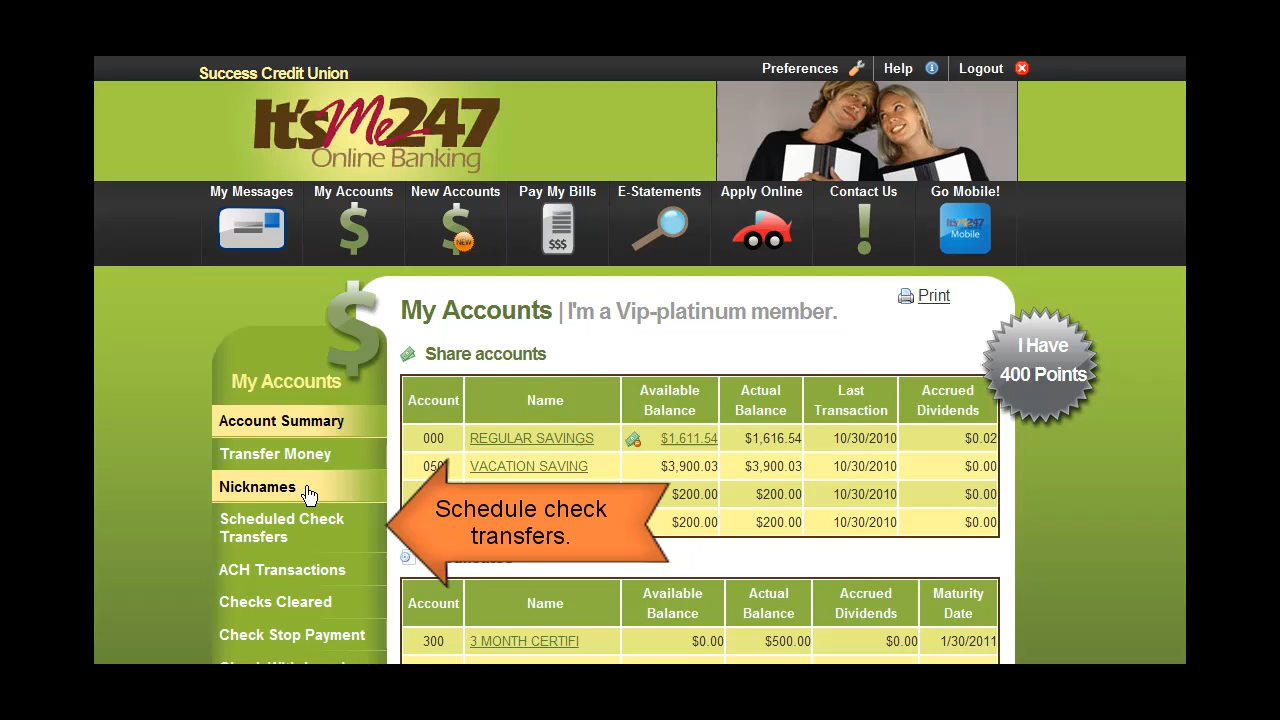 Success Credit Union
Preferences
Help
Logout
It'sMe247
Online Banking
My Messages
My Accounts
New Accounts
Pay My Bills
E-Statements
Apply Online
Contact Us
Go Mobile!
NEW
$$$
It'sMe247
Mobile
My Accounts | I'm a Vip-platinum member.
Print
I Have
400 Points
My Accounts
Account Summary
Transfer Money
Nicknames
Scheduled Check
Transfers
ACH Transactions
Checks Cleared
Check Stop Payment
Share accounts
Account Name Available Balance Actual Balance Last Transaction Accrued Dividends
000 REGULAR SAVINGS $1,611.54 $1,616.54 10/30/2010 $0.02
050 VACATION SAVING $3,900.03 $3,900.03 10/30/2010 $0.00
$200.00 $200.00 10/30/2010 $0.00
$200.00 $200.00 10/30/2010 $0.00
Schedule check
transfers.
Account Name Available Balance Actual Balance Accrued Dividends Maturity Date
300 3 MONTH CERTIFI $0.00 $500.00 $0.00 1/30/2011